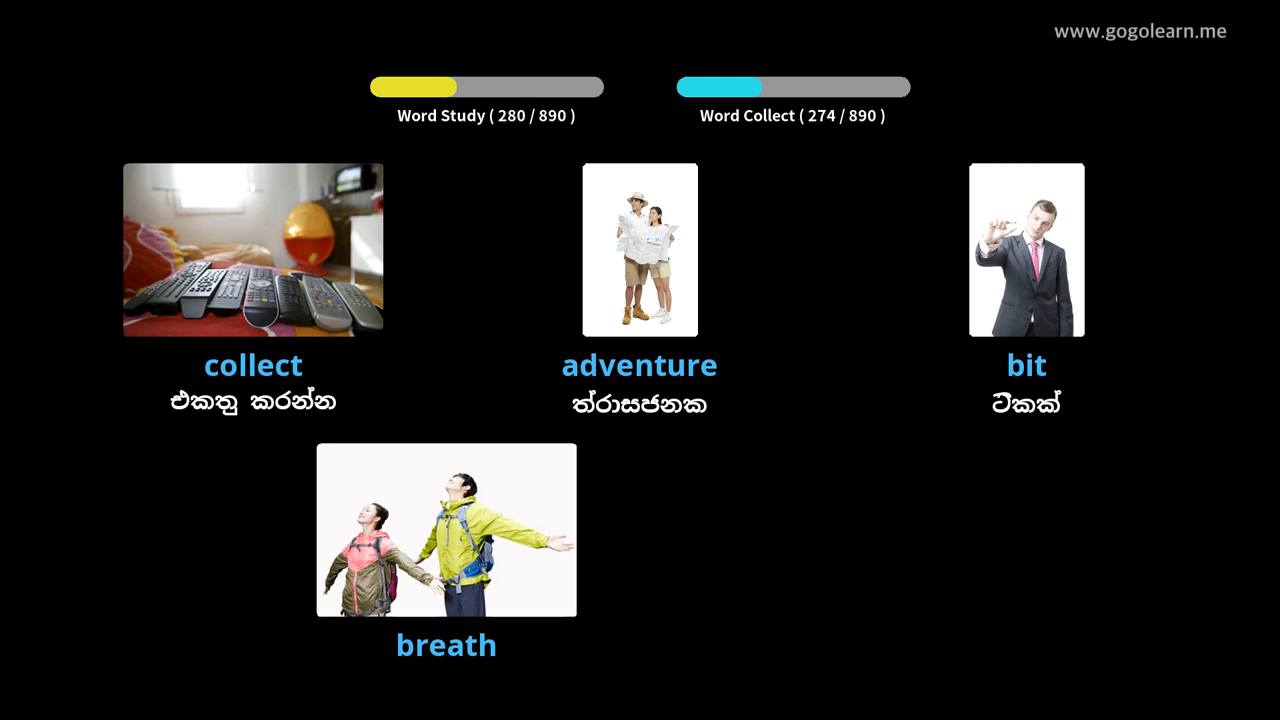 www.gogolearn.me
Word Study ( 280 / 890 )
Word Collect ( 274 / 890 )
collect
එකතු කරන්න
adventure
ත්රාසජනක
bit
ටිකක්
breath